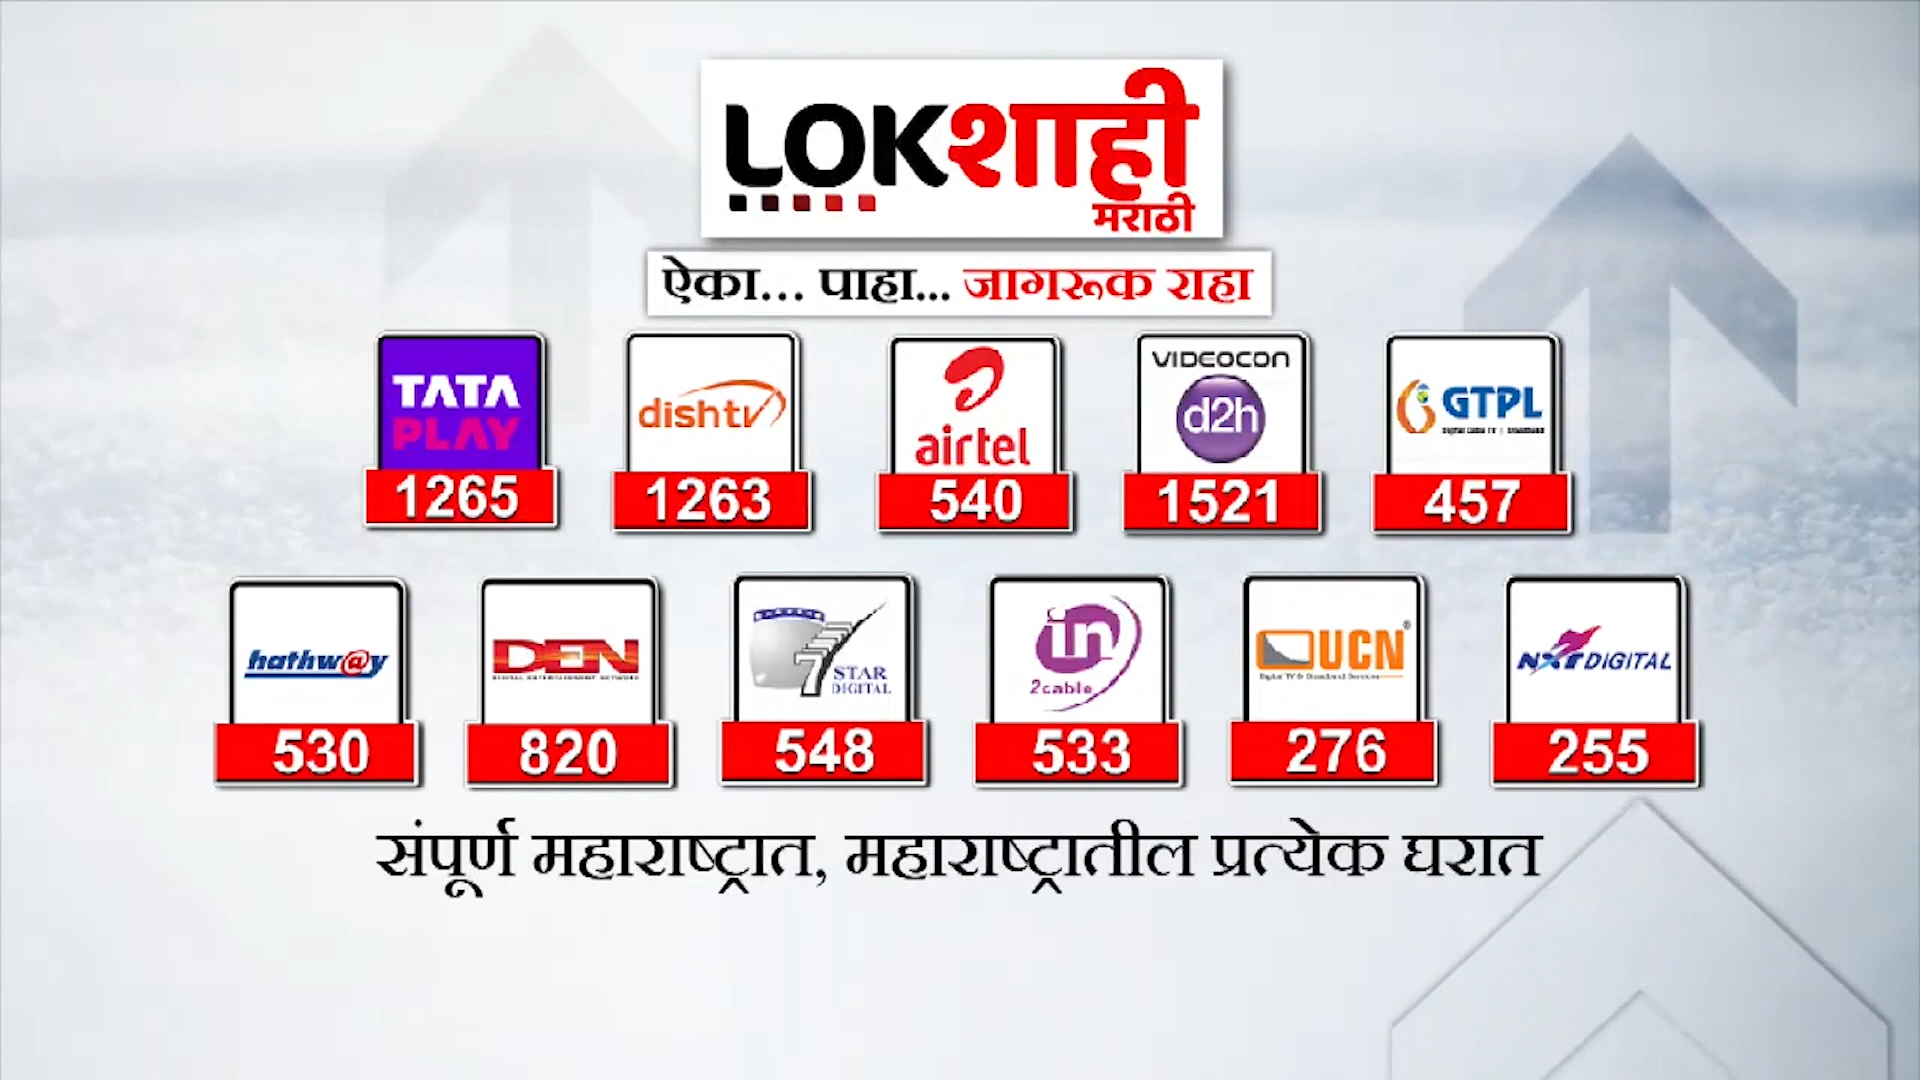 LOKशाही
मराठी
ऐका... पाहा... जागरूक राहा
TATA
PLAY
dishtv
airtel
VIDEOCON
d2h
GTPL
1265
1263
540
1521
457
hathw@y
DEN
7 STAR
DIGITAL
in
2cable
UCN
NXT DIGITAL
530
820
548
533
276
255
संपूर्ण महाराष्ट्रात, महाराष्ट्रातील प्रत्येक घरात